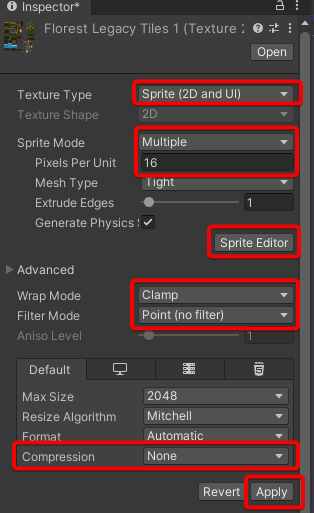 Inspector*
Florest Legacy Tiles 1 (Texture 2
Open
Texture Type Sprite (2D and UI)
Texture Shape 2D
Sprite Mode Multiple
Pixels Per Unit 16
Mesh Type Tight
Extrude Edges 1
Generate Physics S
Sprite Editor
Advanced
Wrap Mode Clamp
Filter Mode Point (no filter)
Aniso Level 1
Default
Max Size 2048
Resize Algorithm Mitchell
Format Automatic
Compression None
Revert Apply